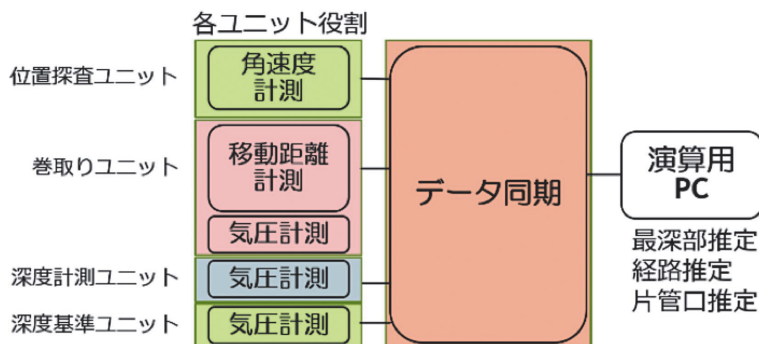 各ユニット役割
位置探査ユニット
角速度
計測
巻取りユニット
移動距離
計測
気圧計測
深度計測ユニット
気圧計測
深度基準ユニット
気圧計測
データ同期
演算用
PC
最深部推定
経路推定
片管口推定